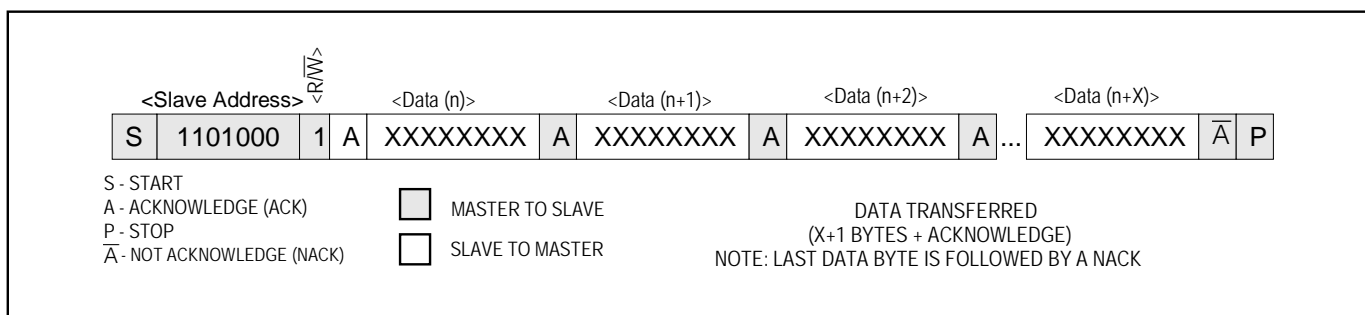 <Slave Address> <R/W̅> <Data (n)> <Data (n+1)> <Data (n+2)> <Data (n+X)>
S 1101000 1 A XXXXXXXX A XXXXXXXX A XXXXXXXX A ... XXXXXXXX A̅ P
S - START
A - ACKNOWLEDGE (ACK)
P - STOP
A̅ - NOT ACKNOWLEDGE (NACK)
MASTER TO SLAVE
SLAVE TO MASTER
DATA TRANSFERRED
(X+1 BYTES + ACKNOWLEDGE)
NOTE: LAST DATA BYTE IS FOLLOWED BY A NACK